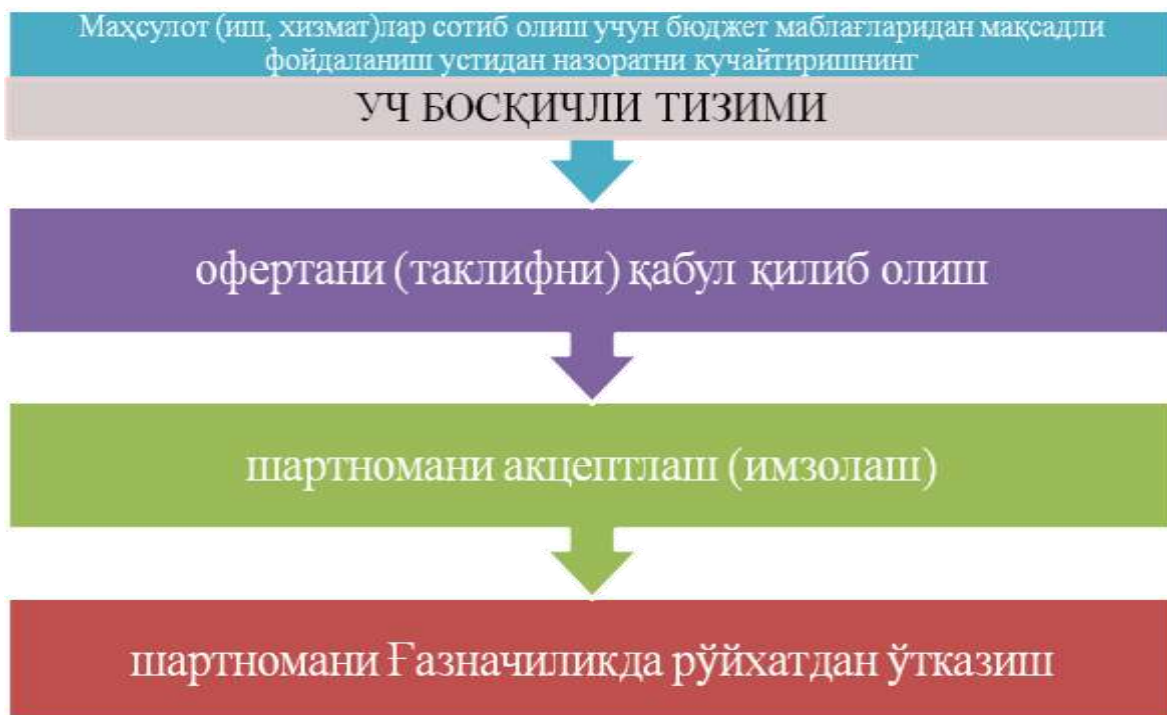 Маҳсулот (иш, хизмат)лар сотиб олиш учун бюджет маблағларидан мақсадли
фойдаланиш устидан назоратни кучайтиришнинг
УЧ БОСҚИЧЛИ ТИЗИМИ
офертани (таклифни) қабул қилиб олиш
шартномани акцептлаш (имзолаш)
шартномани Ғазначиликда рўйхатдан ўтказиш